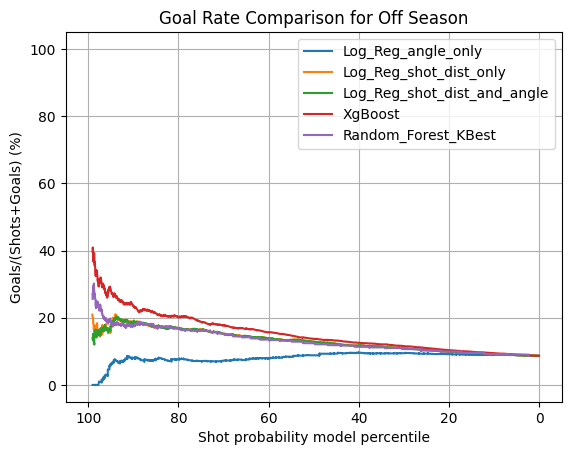 Goal Rate Comparison for Off Season
Goals/(Shots+Goals) (%)
100
80
60
40
20
0
Log_Reg_angle_only
Log_Reg_shot_dist_only
Log_Reg_shot_dist_and_angle
XgBoost
Random_Forest_KBest
100 80 60 40 20 0
Shot probability model percentile